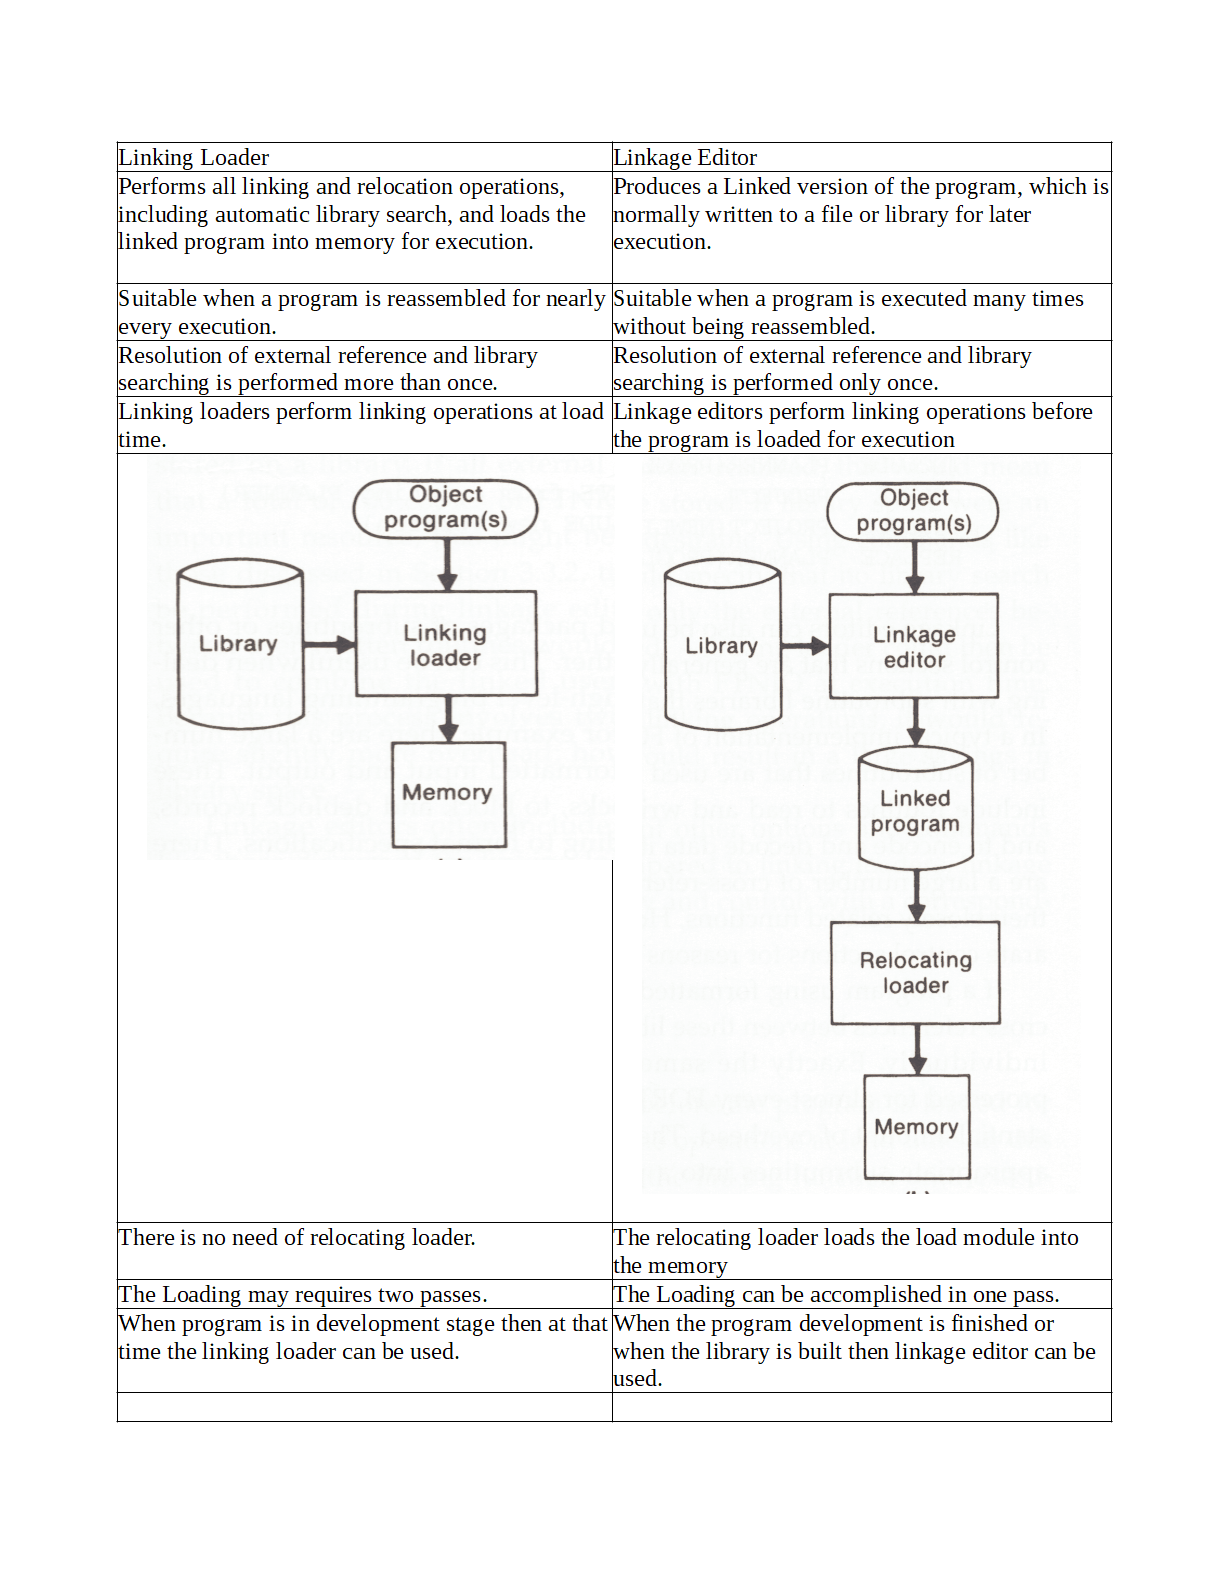 Linking Loader
Linkage Editor
Performs all linking and relocation operations,
including automatic library search, and loads the
linked program into memory for execution.
Produces a Linked version of the program, which is
normally written to a file or library for later
execution.
Suitable when a program is reassembled for nearly
every execution.
Suitable when a program is executed many times
without being reassembled.
Resolution of external reference and library
searching is performed more than once.
Resolution of external reference and library
searching is performed only once.
Linking loaders perform linking operations at load
time.
Linkage editors perform linking operations before
the program is loaded for execution
Object
program(s)
Library
Linking
loader
Memory
Object
program(s)
Library
Linkage
editor
Linked
program
Relocating
loader
Memory
There is no need of relocating loader.
The relocating loader loads the load module into
the memory
The Loading may requires two passes.
The Loading can be accomplished in one pass.
When program is in development stage then at that
time the linking loader can be used.
When the program development is finished or
when the library is built then linkage editor can be
used.